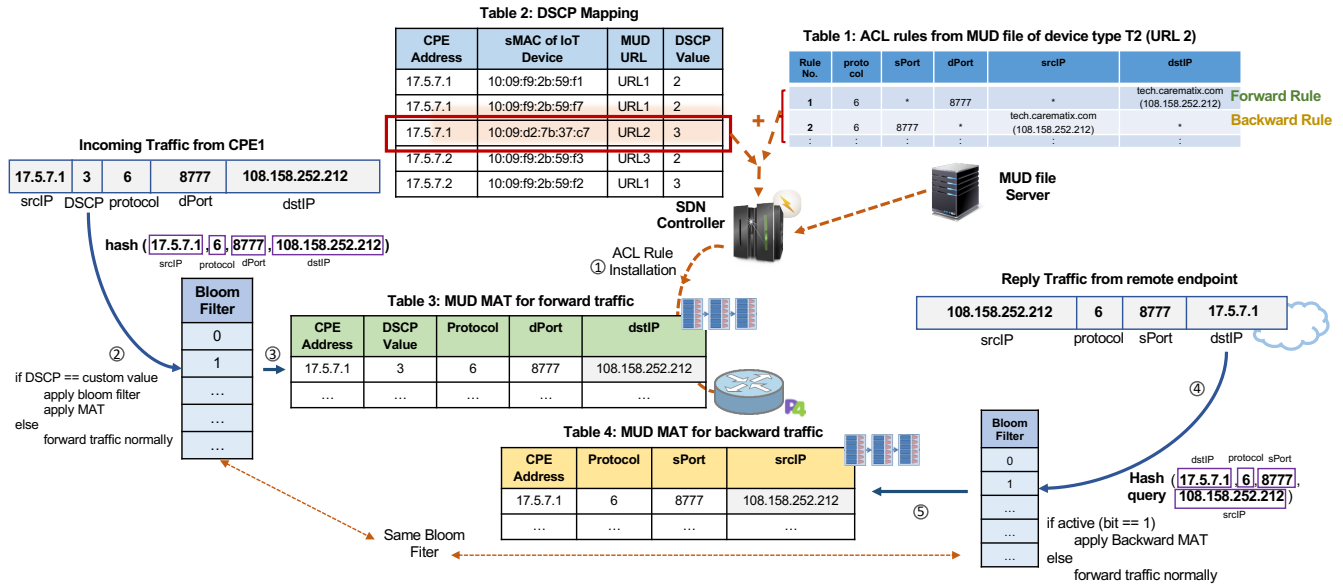 Table 2: DSCP Mapping
CPE Address sMAC of IoT Device MUD URL DSCP Value
17.5.7.1 10:09:f9:2b:59:f1 URL1 2
17.5.7.1 10:09:f9:2b:59:f7 URL1 2
17.5.7.1 10:09:d2:7b:37:c7 URL2 3
17.5.7.2 10:09:f9:2b:59:f3 URL3 2
17.5.7.2 10:09:f9:2b:59:f2 URL1 3
+
Table 1: ACL rules from MUD file of device type T2 (URL 2)
Rule No. proto col sPort dPort srcIP dstIP
1 6 * 8777 * tech.carematix.com (108.158.252.212)
2 6 8777 * tech.carematix.com (108.158.252.212) *
: : : : : :
Forward Rule
Backward Rule
Incoming Traffic from CPE1
17.5.7.1 3 6 8777 108.158.252.212
srcIP DSCP protocol dPort dstIP
hash ( 17.5.7.1 , 6 , 8777 , 108.158.252.212 )
srcIP protocol dPort dstIP
SDN Controller
MUD file Server
① ACL Rule Installation
Bloom Filter
0
1
…
…
…
②
if DSCP == custom value
apply bloom filter
apply MAT
else
forward traffic normally
③
Table 3: MUD MAT for forward traffic
CPE Address DSCP Value Protocol dPort dstIP
17.5.7.1 3 6 8777 108.158.252.212
… … … … …
P4
Reply Traffic from remote endpoint
108.158.252.212 6 8777 17.5.7.1
srcIP protocol sPort dstIP
④
Table 4: MUD MAT for backward traffic
CPE Address Protocol sPort srcIP
17.5.7.1 6 8777 108.158.252.212
… … … …
⑤
Bloom Filter
0
1
…
…
…
dstIP protocol sPort
Hash query ( 17.5.7.1 , 6 , 8777 ,
108.158.252.212 )
srcIP
if active (bit == 1)
apply Backward MAT
else
forward traffic normally
Same Bloom
Fiter